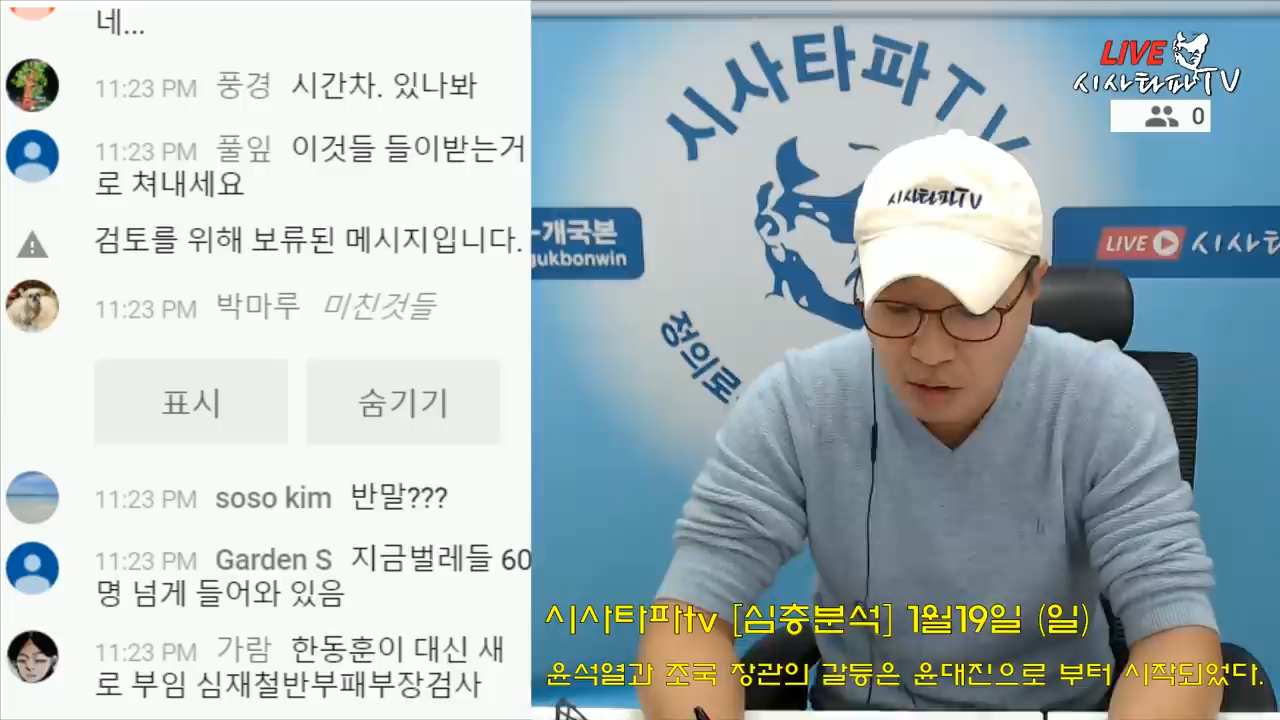 네...
11:23 PM 풍경 시간차. 있나봐
11:23 PM 풀잎 이것들 들이받는거
로 쳐내세요
검토를 위해 보류된 메시지입니다.
11:23 PM 박마루 미친것들
표시
숨기기
11:23 PM soso kim 반말???
11:23 PM Garden S 지금벌레들 60
명 넘게 들어와 있음
11:23 PM 가람 한동훈이 대신 새
로 부임 심재철반부패부장검사
LIVE
시사타파TV
0
시사타파TV
시사타파TV
-개국본
gukbonwin
LIVE 시사타
정의로
시사타파tv [심층분석] 1월19일 (일)
윤석열과 조국 장관의 갈등은 윤대진으로 부터 시작되었다.